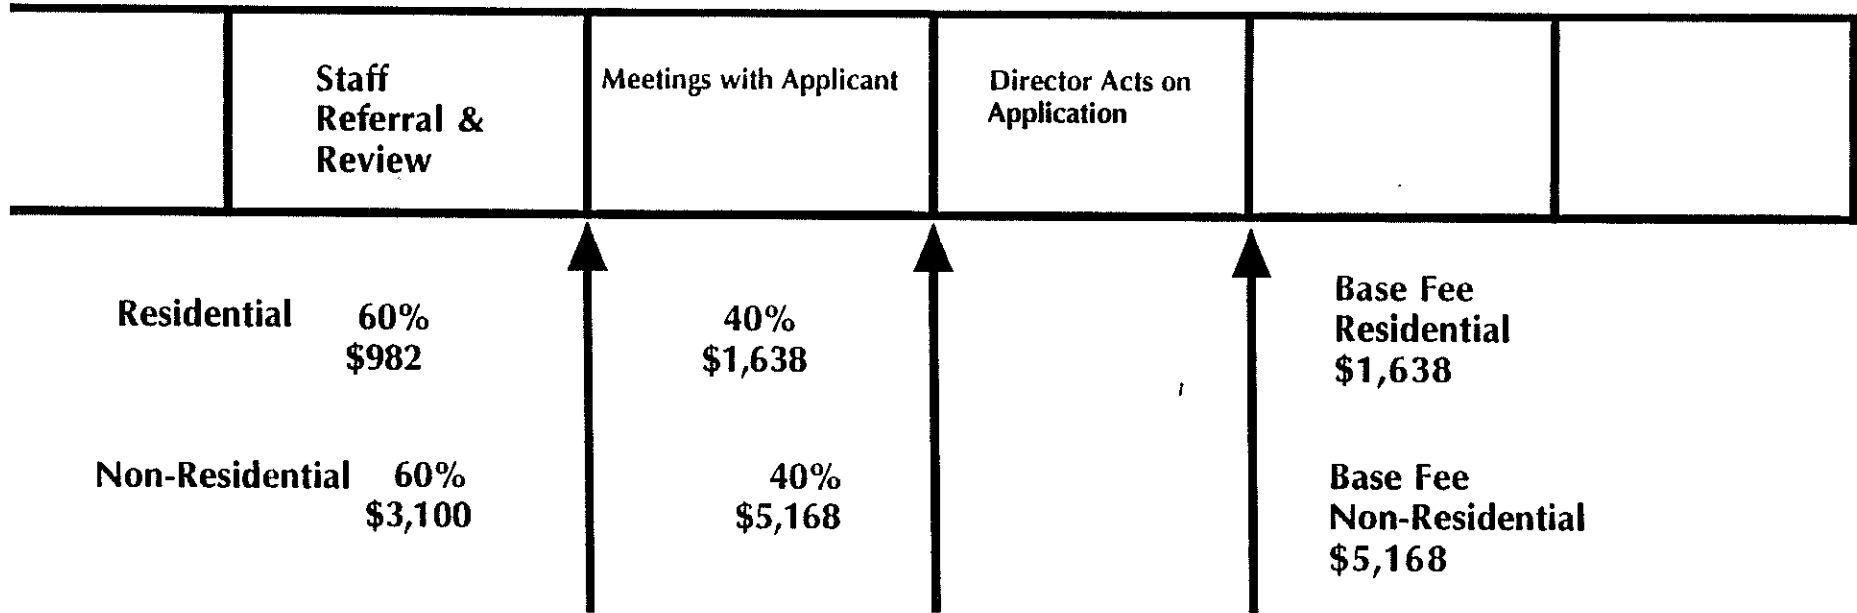 Staff
Referral &
Review
Meetings with Applicant
Director Acts on
Application
Residential 60%
$982
40%
$1,638
Base Fee
Residential
$1,638
Non-Residential 60%
$3,100
40%
$5,168
Base Fee
Non-Residential
$5,168